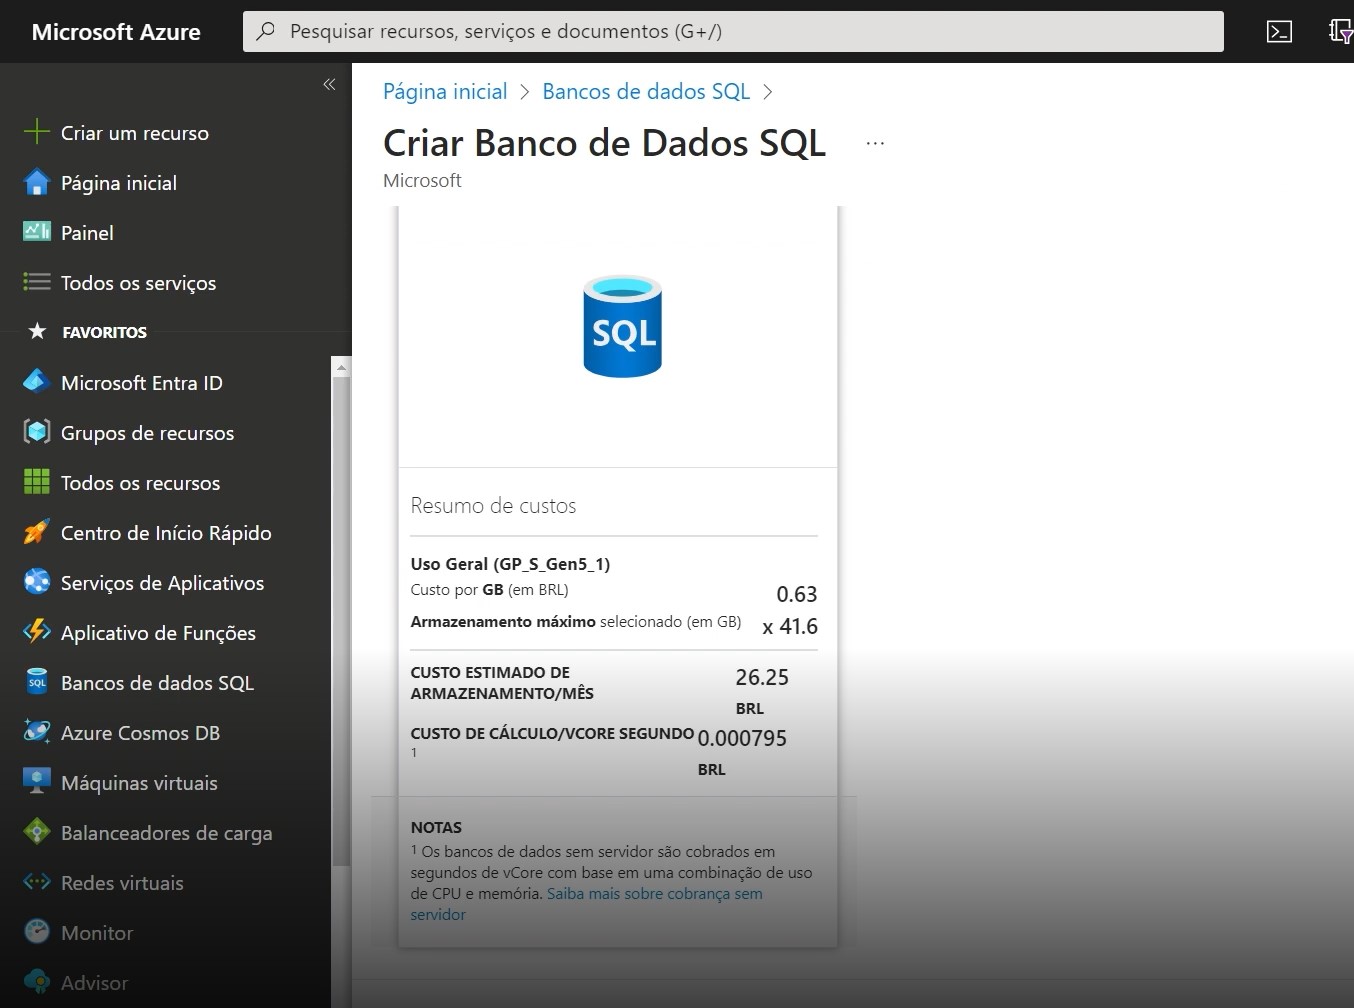 Microsoft Azure
Pesquisar recursos, serviços e documentos (G+/)
Criar um recurso
Página inicial
Painel
Todos os serviços
FAVORITOS
Microsoft Entra ID
Grupos de recursos
Todos os recursos
Centro de Início Rápido
Serviços de Aplicativos
Aplicativo de Funções
SQL
Bancos de dados SQL
Azure Cosmos DB
Máquinas virtuais
Balanceadores de carga
Redes virtuais
Monitor
Advisor
Página inicial > Bancos de dados SQL >
Criar Banco de Dados SQL ...
Microsoft
SQL
Resumo de custos
Uso Geral (GP_S_Gen5_1)
Custo por GB (em BRL) 0.63
Armazenamento máximo selecionado (em GB) x 41.6
CUSTO ESTIMADO DE 26.25
ARMAZENAMENTO/MÊS
BRL
CUSTO DE CÁLCULO/VCORE SEGUNDO 0.000795
1
BRL
NOTAS
1 Os bancos de dados sem servidor são cobrados em
segundos de vCore com base em uma combinação de uso
de CPU e memória. Saiba mais sobre cobrança sem
servidor